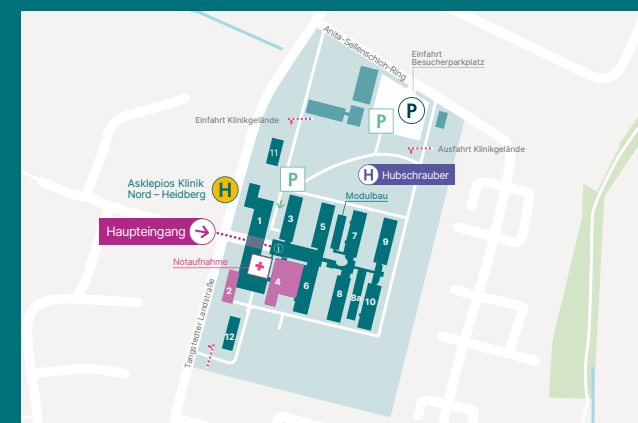 Anita-Sellenschloh-Ring
Einfahrt
Besucherparkplatz
P
P
Einfahrt Klinikgelände
Ausfahrt Klinikgelände
11
H Hubschrauber
P
Asklepios Klinik
Nord – Heidberg
H
Modulbau
1
3
5
7
9
Haupteingang
i
Notaufnahme
2
4
6
8
8a
10
12
Tangstedter Landstraße